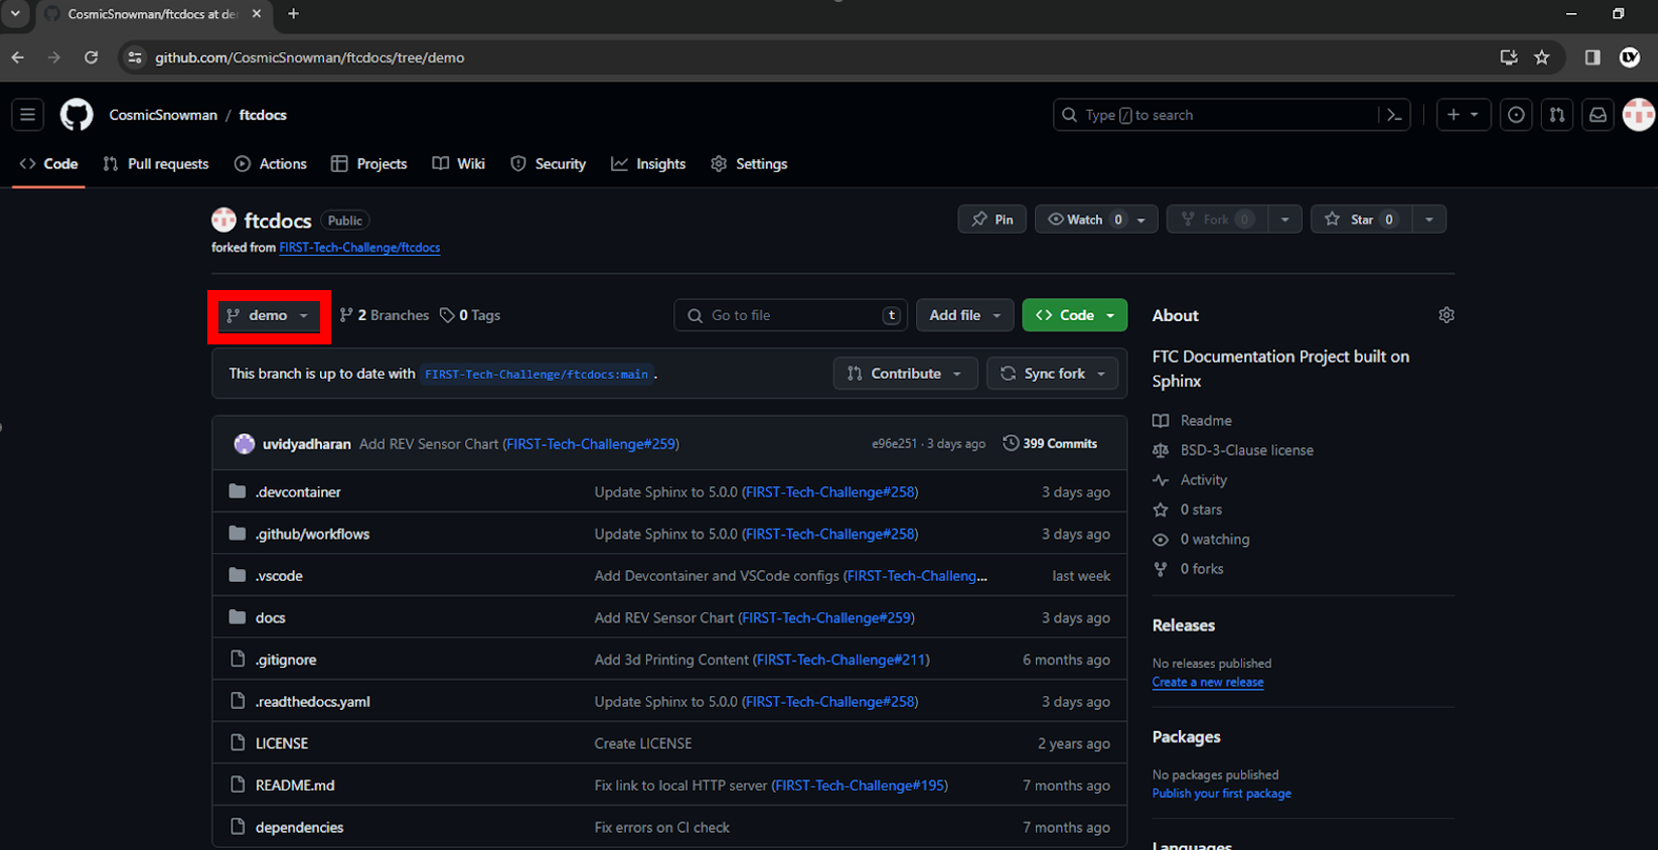 CosmicSnowman/ftcdocs at de
github.com/CosmicSnowman/ftcdocs/tree/demo
CosmicSnowman / ftcdocs
Type / to search
Code Pull requests Actions Projects Wiki Security Insights Settings
ftcdocs Public
Pin Watch 0 Fork 0 Star 0
forked from FIRST-Tech-Challenge/ftcdocs
demo 2 Branches 0 Tags Go to file t Add file <> Code
This branch is up to date with FIRST-Tech-Challenge/ftcdocs:main.
Contribute Sync fork
uvidyadharan Add REV Sensor Chart (FIRST-Tech-Challenge#259) e96e251 · 3 days ago 399 Commits
.devcontainer Update Sphinx to 5.0.0 (FIRST-Tech-Challenge#258) 3 days ago
.github/workflows Update Sphinx to 5.0.0 (FIRST-Tech-Challenge#258) 3 days ago
.vscode Add Devcontainer and VSCode configs (FIRST-Tech-Challeng... last week
docs Add REV Sensor Chart (FIRST-Tech-Challenge#259) 3 days ago
.gitignore Add 3d Printing Content (FIRST-Tech-Challenge#211) 6 months ago
.readthedocs.yaml Update Sphinx to 5.0.0 (FIRST-Tech-Challenge#258) 3 days ago
LICENSE Create LICENSE 2 years ago
README.md Fix link to local HTTP server (FIRST-Tech-Challenge#195) 7 months ago
dependencies Fix errors on CI check 7 months ago
About
FTC Documentation Project built on
Sphinx
Readme
BSD-3-Clause license
Activity
0 stars
0 watching
0 forks
Releases
No releases published
Create a new release
Packages
No packages published
Publish your first package
Languages